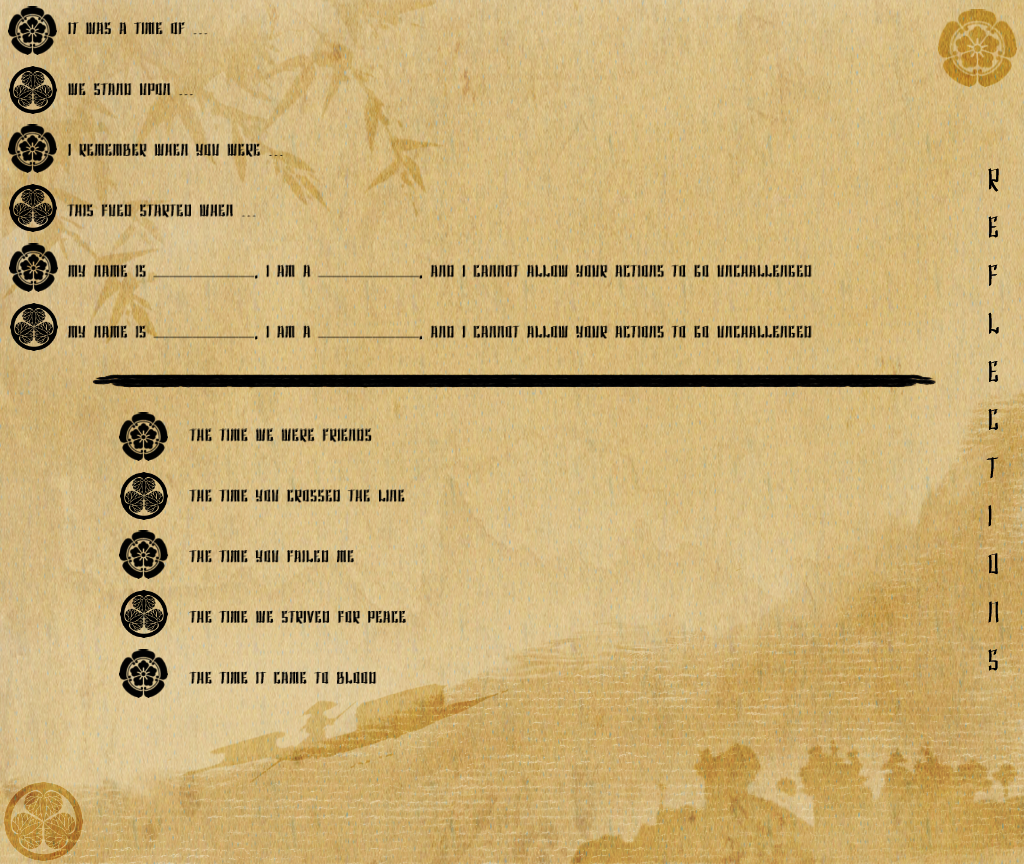 IT WAS A TIME OF ...
WE STAND UPON ...
I REMEMBER WHEN YOU WERE ...
THIS FUED STARTED WHEN ...
MY NAME IS ____________, I AM A ____________, AND I CANNOT ALLOW YOUR ACTIONS TO GO UNCHALLENGED
MY NAME IS ____________, I AM A ____________, AND I CANNOT ALLOW YOUR ACTIONS TO GO UNCHALLENGED
THE TIME WE WERE FRIENDS
THE TIME YOU CROSSED THE LINE
THE TIME YOU FAILED ME
THE TIME WE STRIVED FOR PEACE
THE TIME IT CAME TO BLOOD
REFLECTIONS